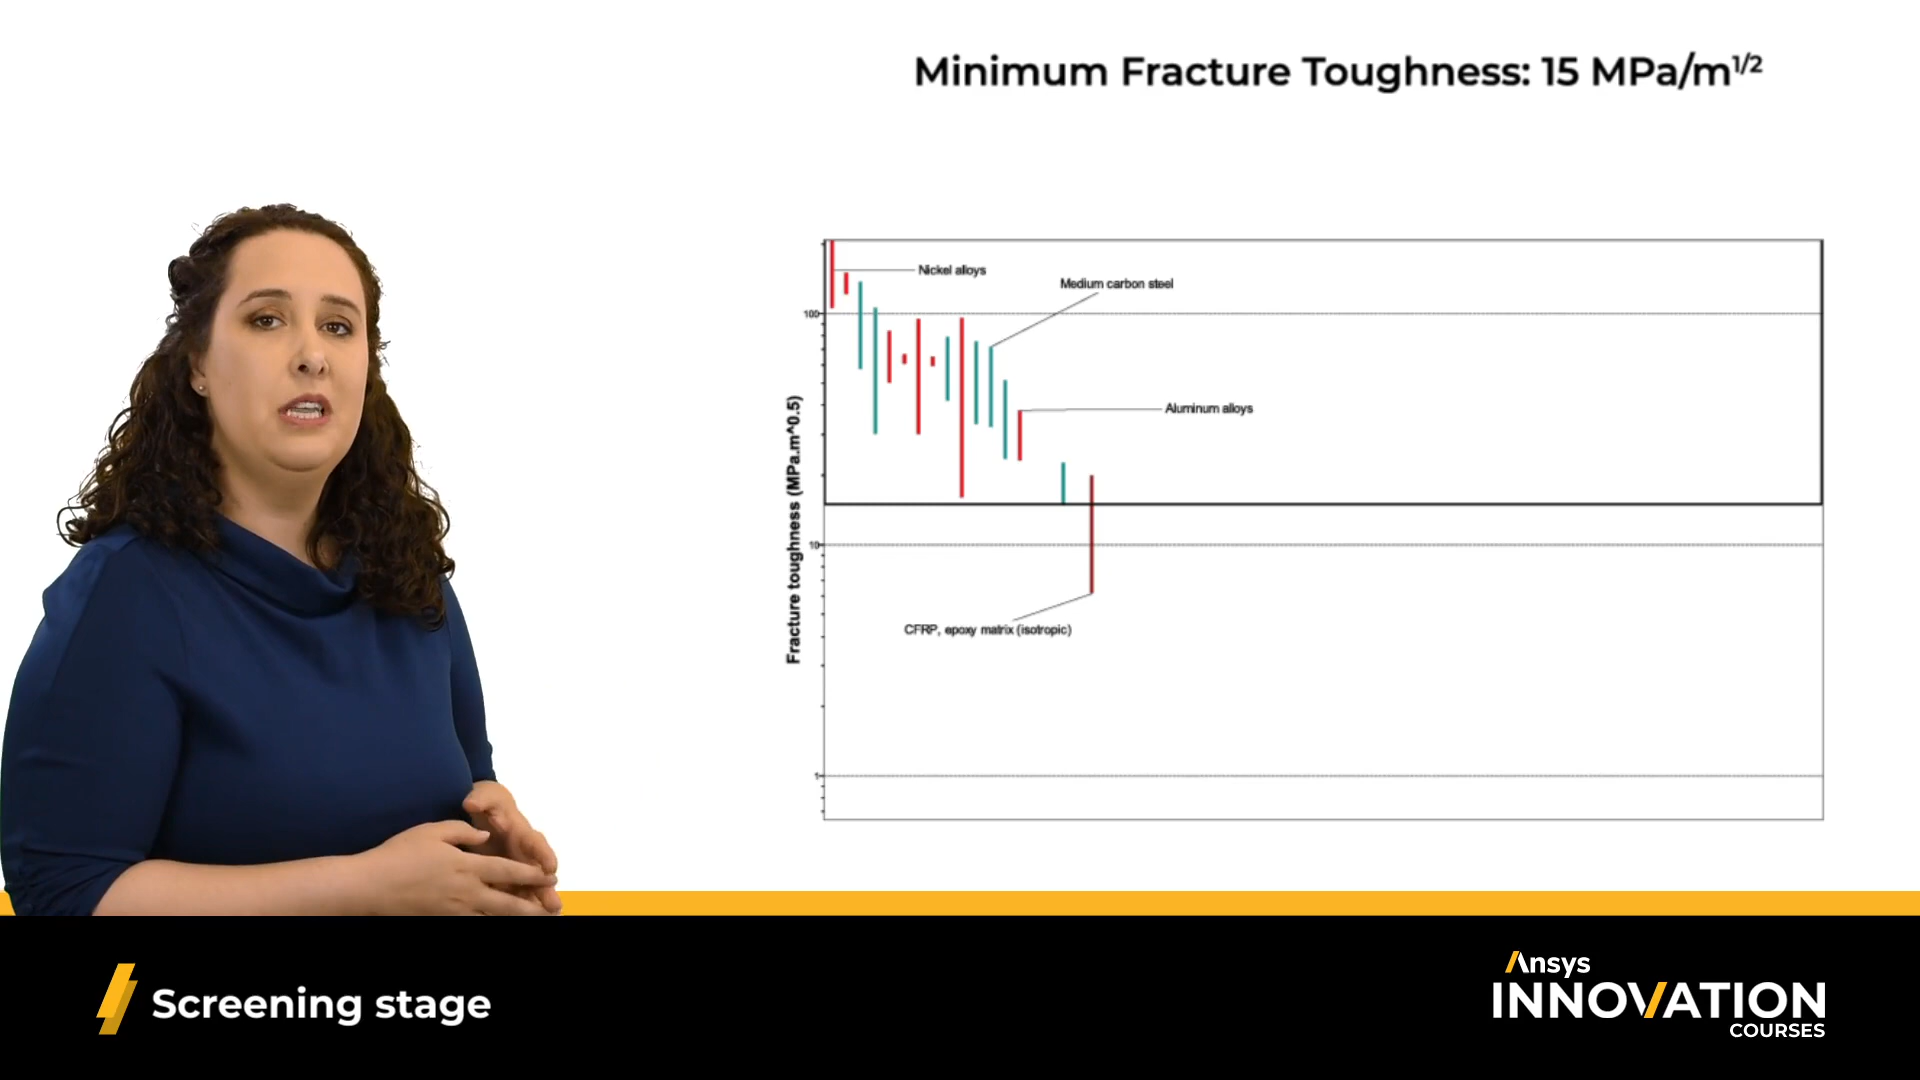 Minimum Fracture Toughness: 15 MPa/m1/2
Nickel alloys
Medium carbon steel
100
Aluminum alloys
Fracture toughness (MPa.m^0.5)
10
CFRP, epoxy matrix (isotropic)
1
Screening stage
Ansys
INNOVATION
COURSES